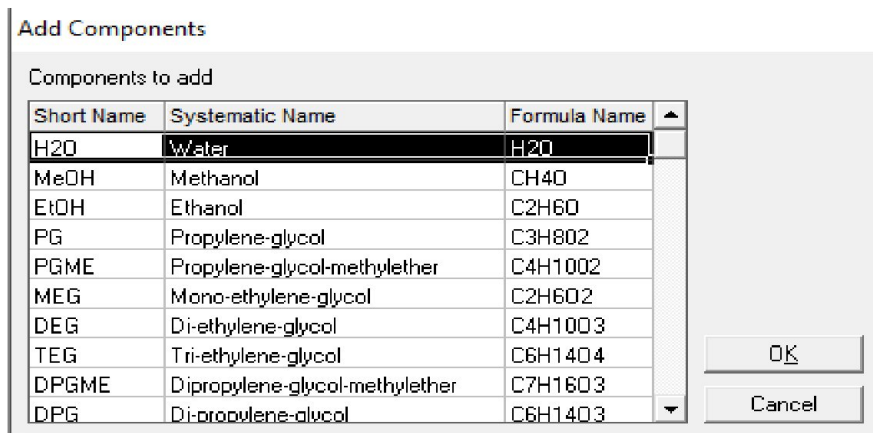 Add Components
Components to add
Short Name Systematic Name Formula Name
H2O Water H2O
MeOH Methanol CH4O
EtOH Ethanol C2H6O
PG Propylene-glycol C3H8O2
PGME Propylene-glycol-methylether C4H10O2
MEG Mono-ethylene-glycol C2H6O2
DEG Di-ethylene-glycol C4H10O3
TEG Tri-ethylene-glycol C6H14O4
DPGME Dipropylene-glycol-methylether C7H16O3
DPG Di-propylene-glycol C6H14O3
OK
Cancel